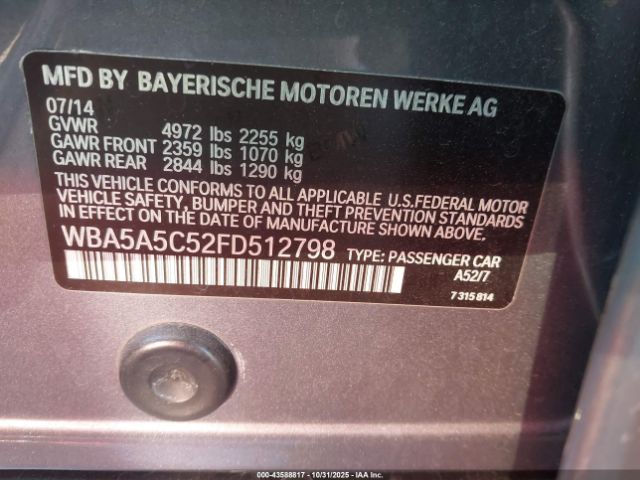 MFD BY BAYERISCHE MOTOREN WERKE AG
07/14
GVWR 4972 lbs 2255 kg
GAWR FRONT 2359 lbs 1070 kg
GAWR REAR 2844 lbs 1290 kg
THIS VEHICLE CONFORMS TO ALL APPLICABLE U.S.FEDERAL MOTOR
VEHICLE SAFETY, BUMPER AND THEFT PREVENTION STANDARDS
IN EFFECT ON THE DATE OF MANUFACTURE SHOWN ABOVE.
WBA5A5C52FD512798 TYPE: PASSENGER CAR
A52/7
7 315 814
000-43588817 • 10/31/2025 • IAA Inc.